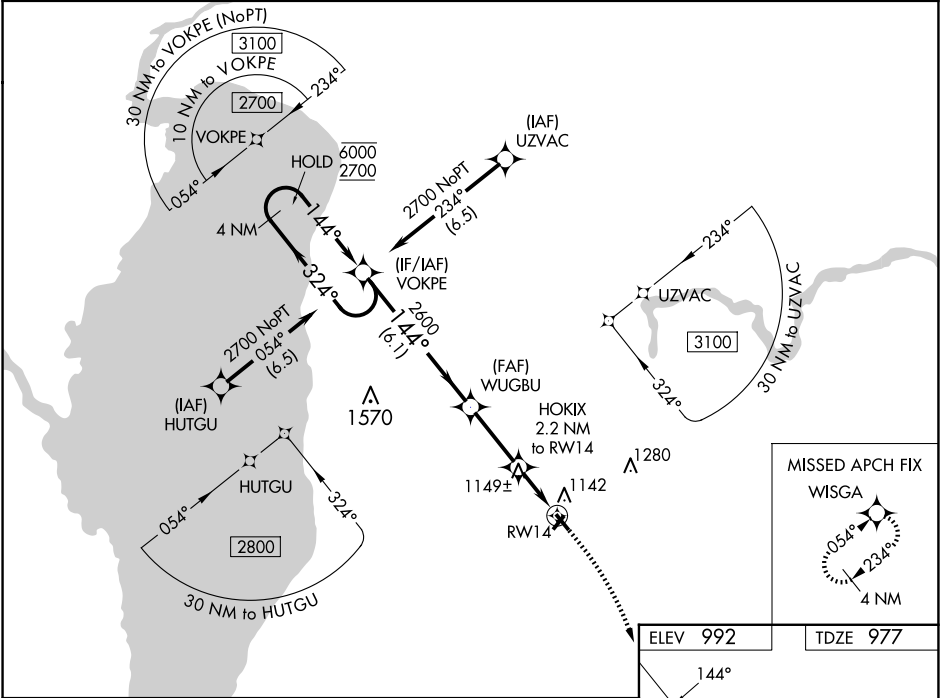 30 NM to VOKPE (NoPT)
3100
10 NM to VOKPE
2700
234°
VOKPE
054°
HOLD
6000
2700
4 NM
144°
324°
(IAF)
UZVAC
2700 NoPT
234°
(6.5)
(IF/IAF)
VOKPE
2600
144°
(6.1)
2700 NoPT
054°
(6.5)
(IAF)
HUTGU
1570
234°
UZVAC
3100
324°
30 NM to UZVAC
(FAF)
WUGBU
HOKIX
2.2 NM
to RW14
1149±
1142
1280
RW14
HUTGU
054°
324°
2800
30 NM to HUTGU
MISSED APCH FIX
WISGA
054°
234°
4 NM
ELEV 992
TDZE 977
144°